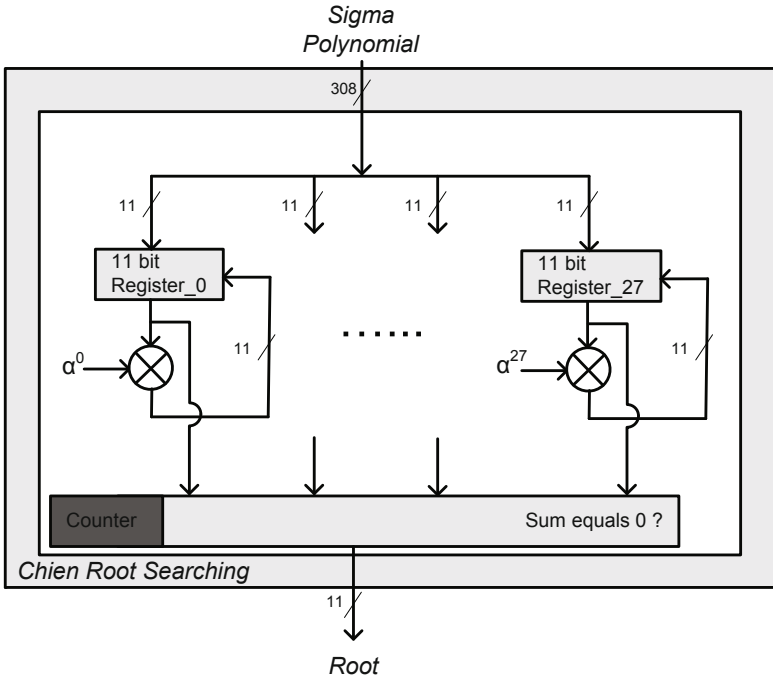 Sigma
Polynomial
308
11
11
11
11
11 bit
Register_0
11 bit
Register_27
11
11
α⁰
......
α²⁷
Counter
Sum equals 0 ?
Chien Root Searching
11
Root